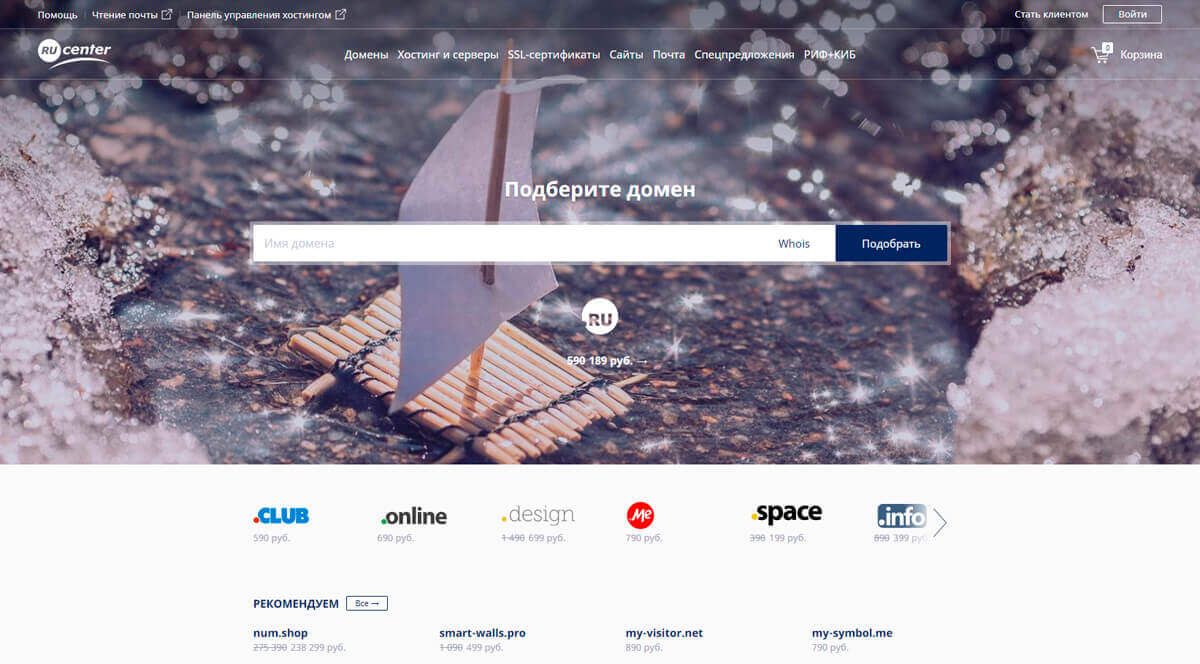 Помощь Чтение почты Панель управления хостингом Стать клиентом Войти
RU center Домены Хостинг и серверы SSL-сертификаты Сайты Почта Спецпредложения РИФ+КИБ 0 Корзина
Подберите домен
Имя домена Whois Подобрать
RU
590 189 руб. →
.CLUB .online .design .Me .space .info
590 руб. 690 руб. 1 490 699 руб. 790 руб. 390 199 руб. 890 399 руб.
РЕКОМЕНДУЕМ Все →
num.shop smart-walls.pro my-visitor.net my-symbol.me
275 390 238 299 руб. 1 090 499 руб. 890 руб. 790 руб.